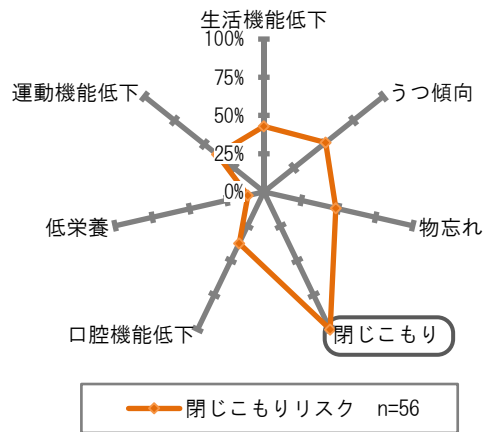 生活機能低下
100%
75%
50%
25%
0%
うつ傾向
物忘れ
閉じこもり
口腔機能低下
低栄養
運動機能低下
閉じこもりリスク n=56